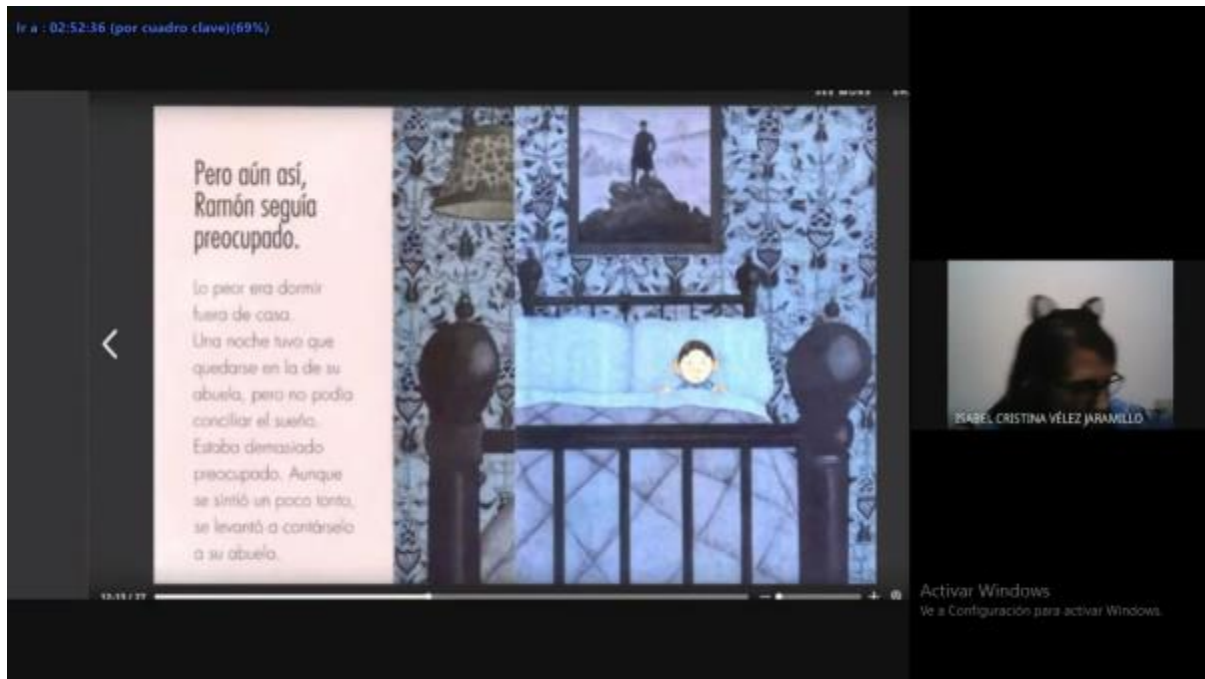 Ir a : 02:52:36 (por cuadro clave)(69%)
Pero aún así,
Ramón seguía
preocupado.
Lo peor era dormir
fuera de casa.
Una noche tuvo que
quedarse en la de su
abuela, pero no podía
conciliar el sueño.
Estaba demasiado
preocupado. Aunque
se sintió un poco tonto,
se levantó a contárselo
a su abuela.
12-13 / 27
ISABEL CRISTINA VÉLEZ JARAMILLO
Activar Windows
Ve a Configuración para activar Windows.